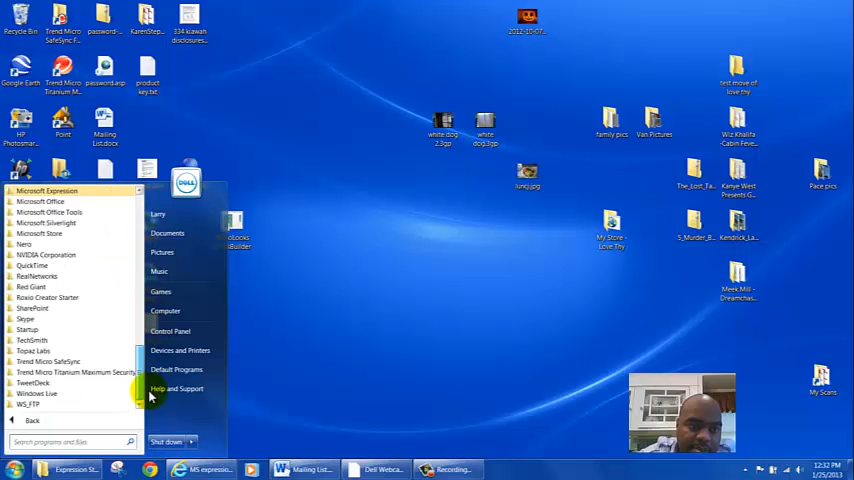 Recycle Bin
Trend Micro SafeSync F...
password-...
KarenStep...
334 kiawah disclosures...
2012-10-07...
Google Earth
Trend Micro Titanium M...
password.asp
product key.txt
test move of love thy
HP Photosmar...
Point
Mailing List.docx
white dog 2.3gp
white dog.3gp
family pics
Van Pictures
Wiz Khalifa -Cabin Feve...
DELL
luncj.jpg
The_Lost_Ta...
Kanye West Presents G...
Pace pics
Microsoft Expression
Microsoft Office
Microsoft Office Tools
Microsoft Silverlight
Microsoft Store
Nero
NVIDIA Corporation
QuickTime
RealNetworks
Red Giant
Roxio Creator Starter
SharePoint
Skype
Startup
TechSmith
Topaz Labs
Trend Micro SafeSync
Trend Micro Titanium Maximum Security
TweetDeck
Windows Live
WS_FTP
Back
Search programs and files
Larry
Documents
Pictures
Music
Games
Computer
Control Panel
Devices and Printers
Default Programs
Help and Support
Shut down
My Store - Love Thy
5_Murder_B...
Kendrick_La...
Meek Mill - Dreamchas...
My Scans
Expression St...
MS expressio...
Mailing List....
Dell Webca...
Recording...
12:32 PM
1/25/2013